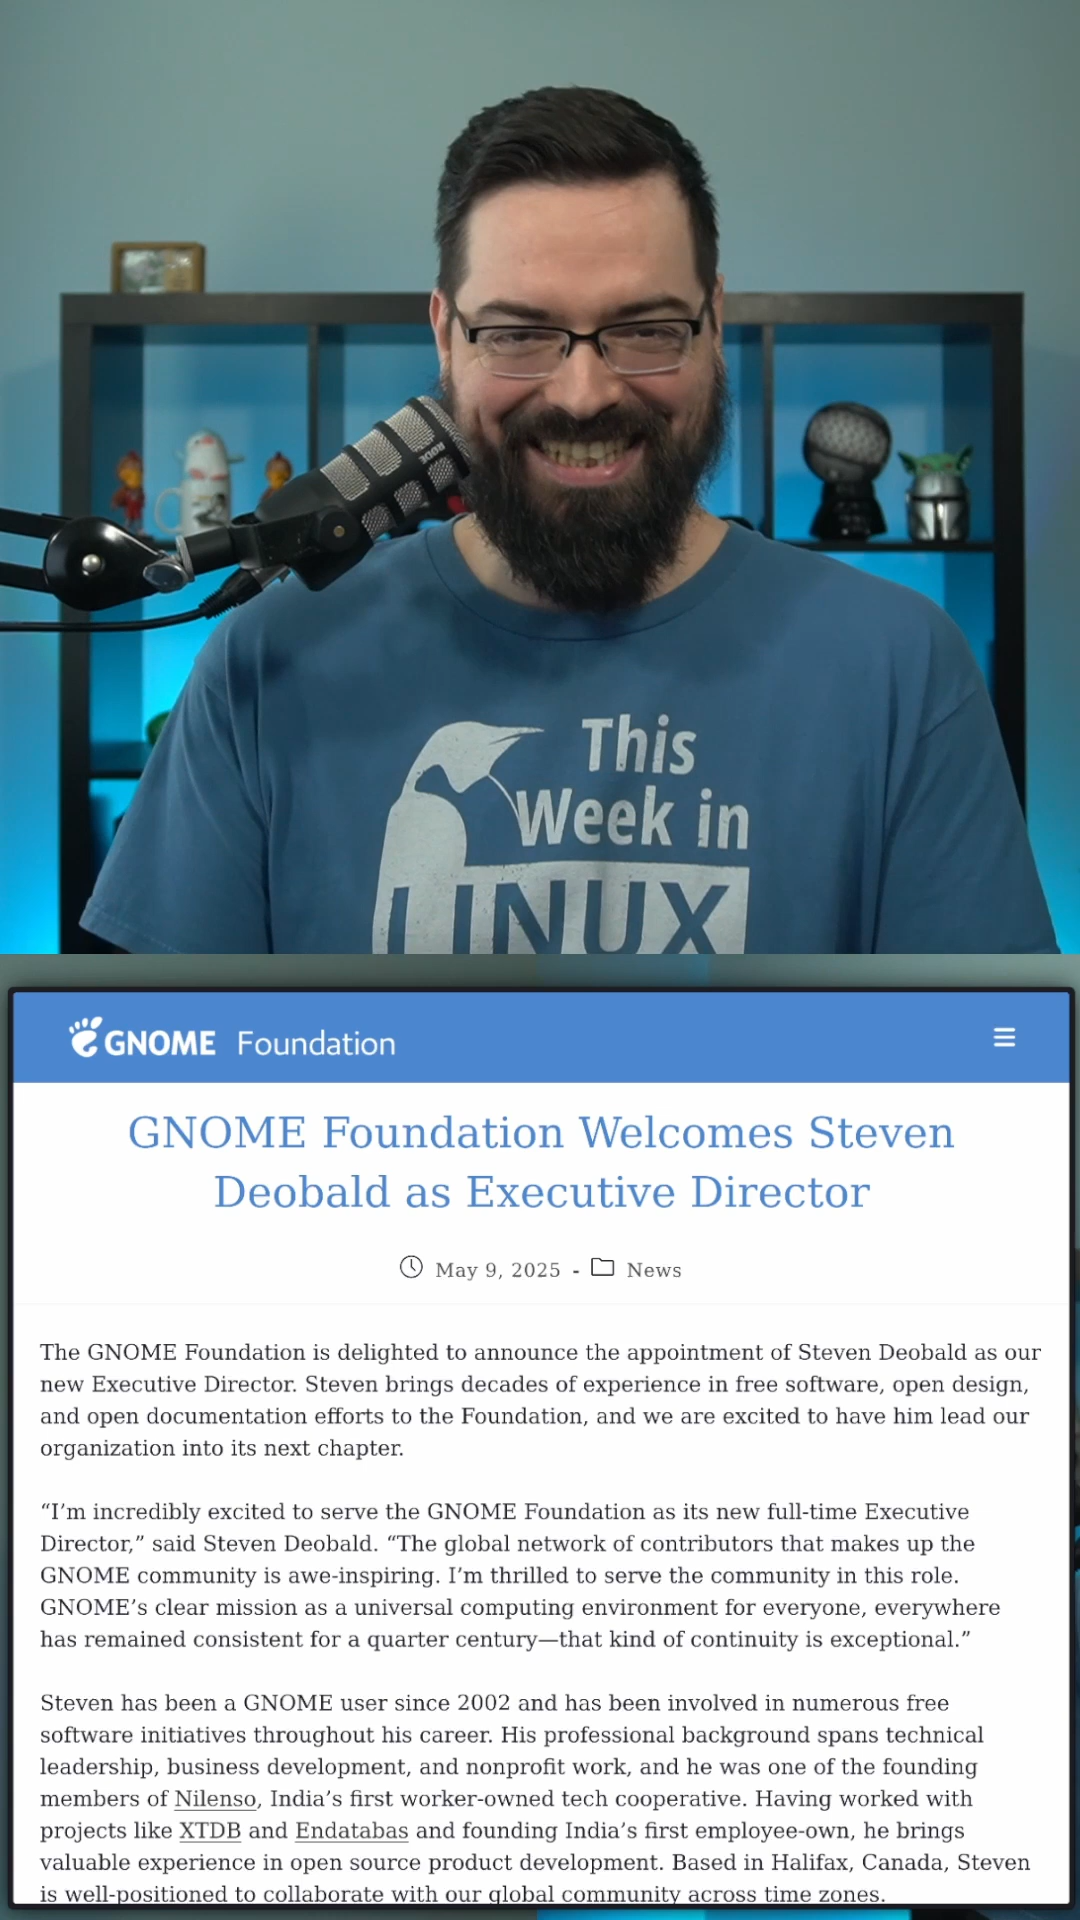 RODE
This
Week in
LINUX
GNOME Foundation
GNOME Foundation Welcomes Steven
Deobald as Executive Director
May 9, 2025 - News
The GNOME Foundation is delighted to announce the appointment of Steven Deobald as our
new Executive Director. Steven brings decades of experience in free software, open design,
and open documentation efforts to the Foundation, and we are excited to have him lead our
organization into its next chapter.
“I’m incredibly excited to serve the GNOME Foundation as its new full-time Executive
Director,” said Steven Deobald. “The global network of contributors that makes up the
GNOME community is awe-inspiring. I’m thrilled to serve the community in this role.
GNOME’s clear mission as a universal computing environment for everyone, everywhere
has remained consistent for a quarter century—that kind of continuity is exceptional.”
Steven has been a GNOME user since 2002 and has been involved in numerous free
software initiatives throughout his career. His professional background spans technical
leadership, business development, and nonprofit work, and he was one of the founding
members of Nilenso, India’s first worker-owned tech cooperative. Having worked with
projects like XTDB and Endatabas and founding India’s first employee-own, he brings
valuable experience in open source product development. Based in Halifax, Canada, Steven
is well-positioned to collaborate with our global community across time zones.